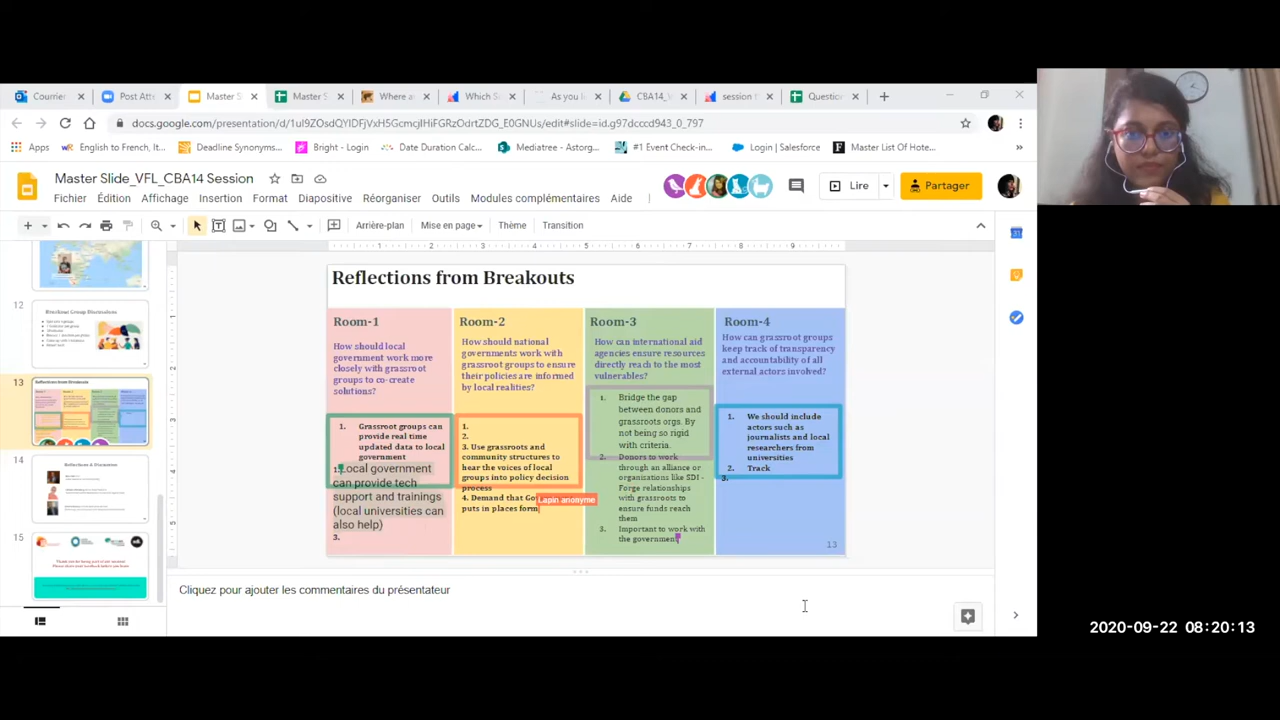 Courrier
Post Atte
Master S
Master S
Where a
Which S
As you l
CBA14_V
session t
Question
docs.google.com/presentation/d/
/edit#slide=id.g97dcccd943_0_797
Apps
English to French, It...
Deadline Synonyms...
Bright - Login
Date Duration Calc...
Mediatree - Astorg...
#1 Event Check-in...
Login | Salesforce
Master List Of Hote...
Master Slide_VFL_CBA14 Session
Fichier Édition Affichage Insertion Format Diapositive Réorganiser Outils Modules complémentaires Aide
Lire
Partager
Arrière-plan
Mise en page
Thème
Transition
12
13
14
15
Reflections from Breakouts
Room-1
How should local
government work more
closely with grassroot
groups to co-create
solutions?
1. Grassroot groups can
provide real time
updated data to local
government
1. Local government
can provide tech
support and trainings
(local universities can
also help)
3.
Room-2
How should national
governments work with
grassroot groups to ensure
their policies are informed
by local realities?
1.
2.
3. Use grassroots and
community structures to
hear the voices of local
groups into policy decision
process
4. Demand that Go
puts in places form
Lapin anonyme
Room-3
How can international aid
agencies ensure resources
directly reach to the most
vulnerables?
1. Bridge the gap
between donors and
grassroots orgs. By
not being so rigid
with criteria.
2. Donors to work
through an alliance or
organisations like SDI -
Forge relationships
with grassroots to
ensure funds reach
them
3. Important to work with
the government
Room-4
How can grassroot groups
keep track of transparency
and accountability of all
external actors involved?
1. We should include
actors such as
journalists and local
researchers from
universities
2. Track
3.
13
Cliquez pour ajouter les commentaires du présentateur
2020-09-22 08:20:13